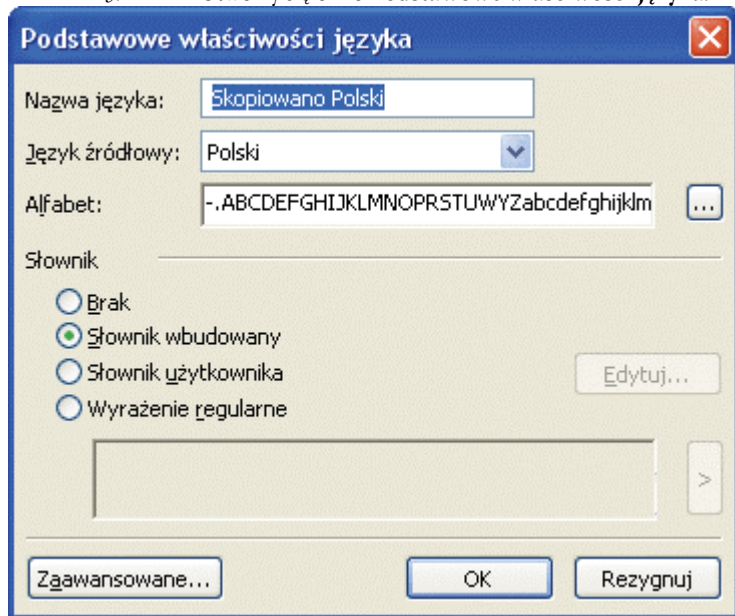 Podstawowe właściwości języka
Nazwa języka: Skopiowano Polski
Język źródłowy: Polski
Alfabet: -.ABCDEFGHIJKLMNOPRSTUWYZabcdefghijklm ...
Słownik
Brak
Słownik wbudowany
Słownik użytkownika Edytuj...
Wyrażenie regularne
>
Zaawansowane... OK Rezygnuj